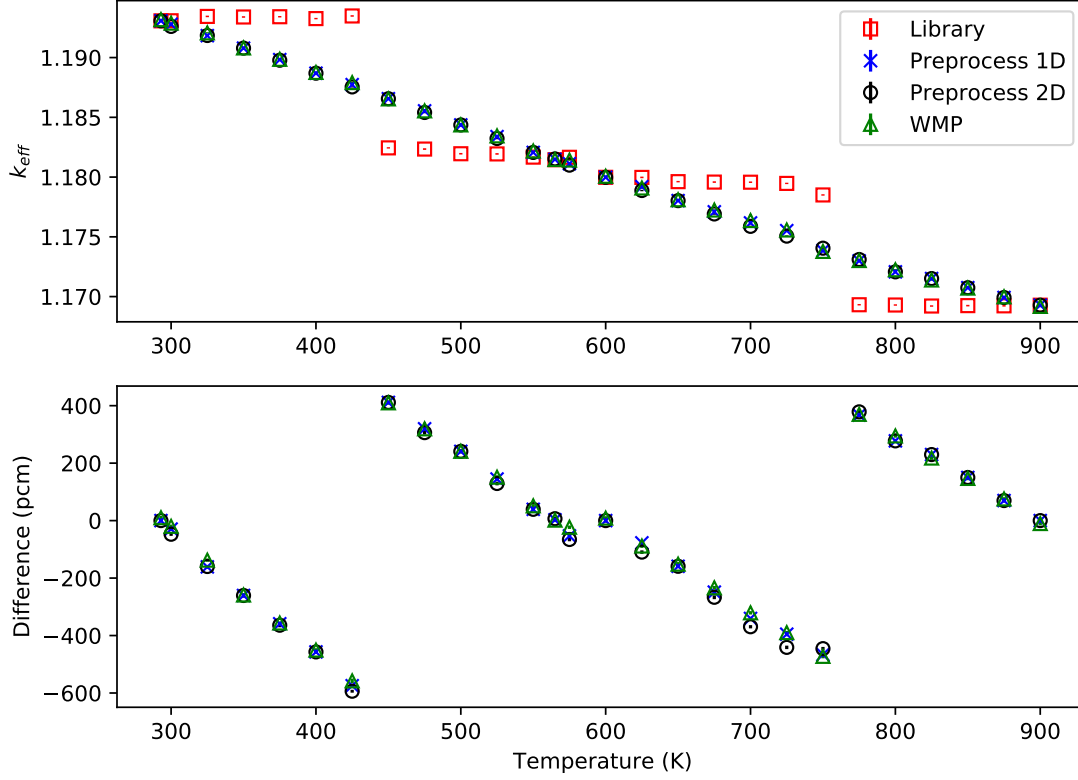 1.190
1.185
1.180
1.175
1.170
k_eff
Library
Preprocess 1D
Preprocess 2D
WMP
300 400 500 600 700 800 900
400
200
0
−200
−400
−600
Difference (pcm)
300 400 500 600 700 800 900
Temperature (K)